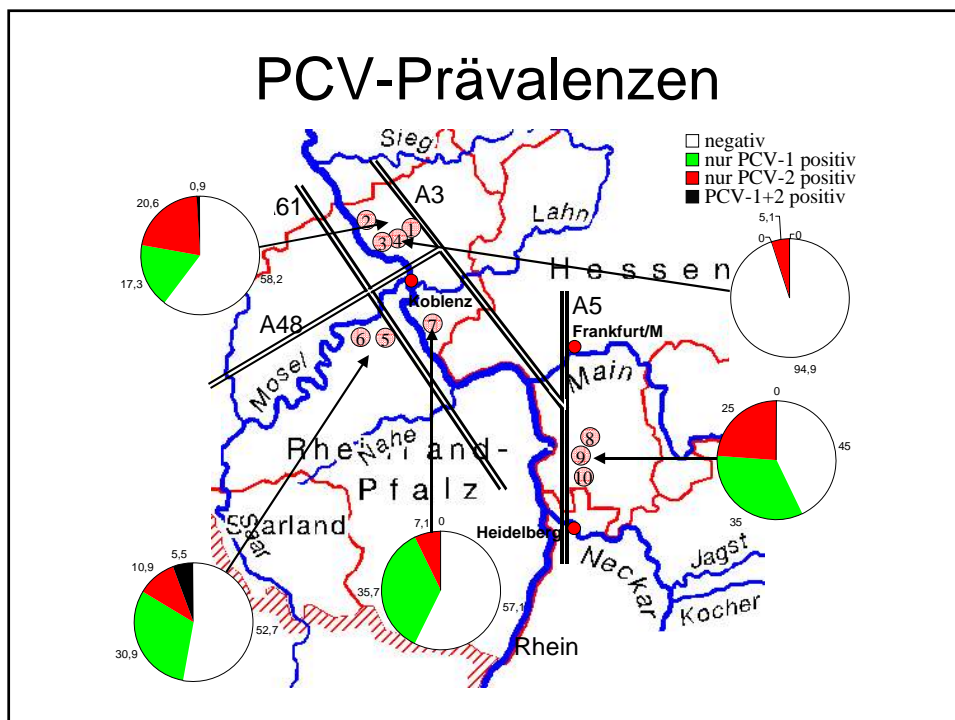 PCV-Prävalenzen
negativ
nur PCV-1 positiv
nur PCV-2 positiv
PCV-1+2 positiv
Sieg
A3
.61
Lahn
2
1
3
4
Koblenz
A48
7
6
5
Mosel
Hessen
A5
Frankfurt/M
Main
Nahe
Rhein land-
Pfalz
8
9
10
Saarland
Saar
Heidelberg
Neckar
Jagst
Kocher
Rhein
0,9
20,6
17,3
58,2
5,1
0
0
94,9
0
25
45
35
7,1
0
35,7
57,1
5,5
10,9
30,9
52,7